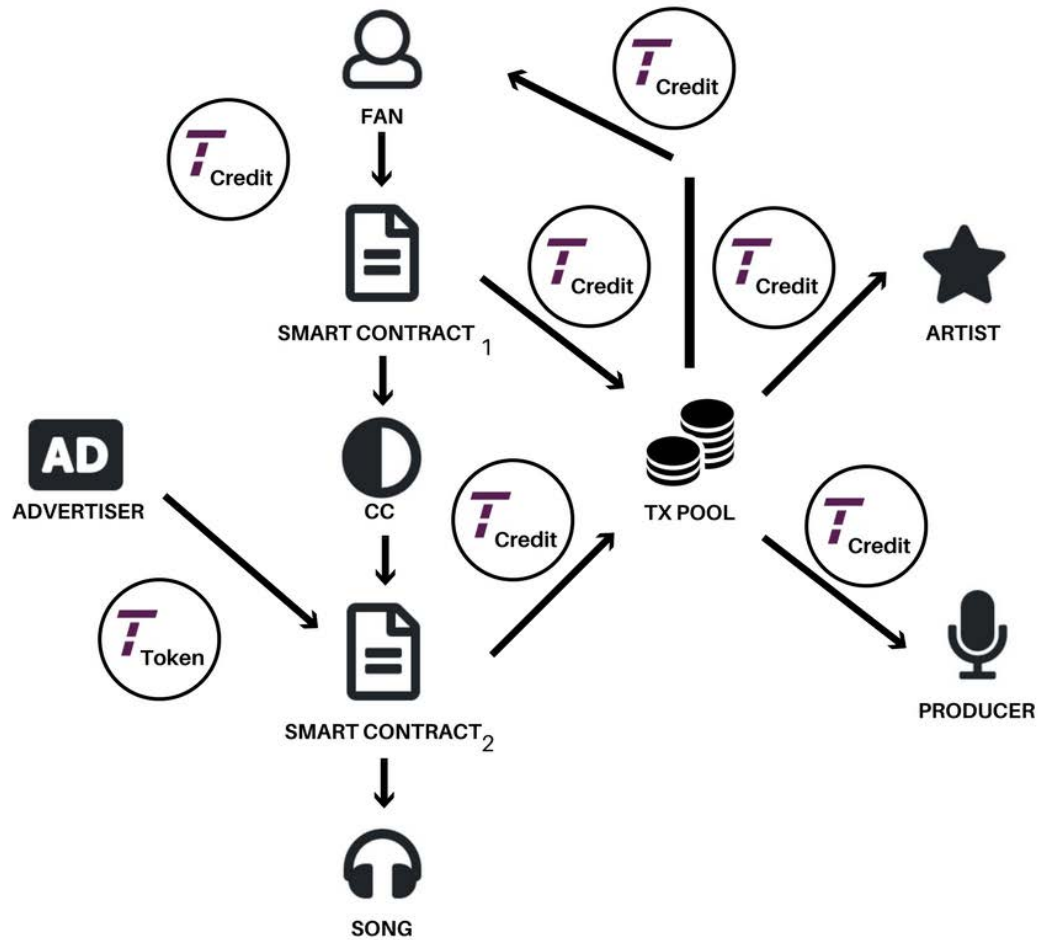 T Credit
FAN
T Credit
T Credit
T Credit
SMART CONTRACT 1
ARTIST
AD
ADVERTISER
CC
T Credit
TX POOL
T Credit
T Token
SMART CONTRACT 2
PRODUCER
SONG